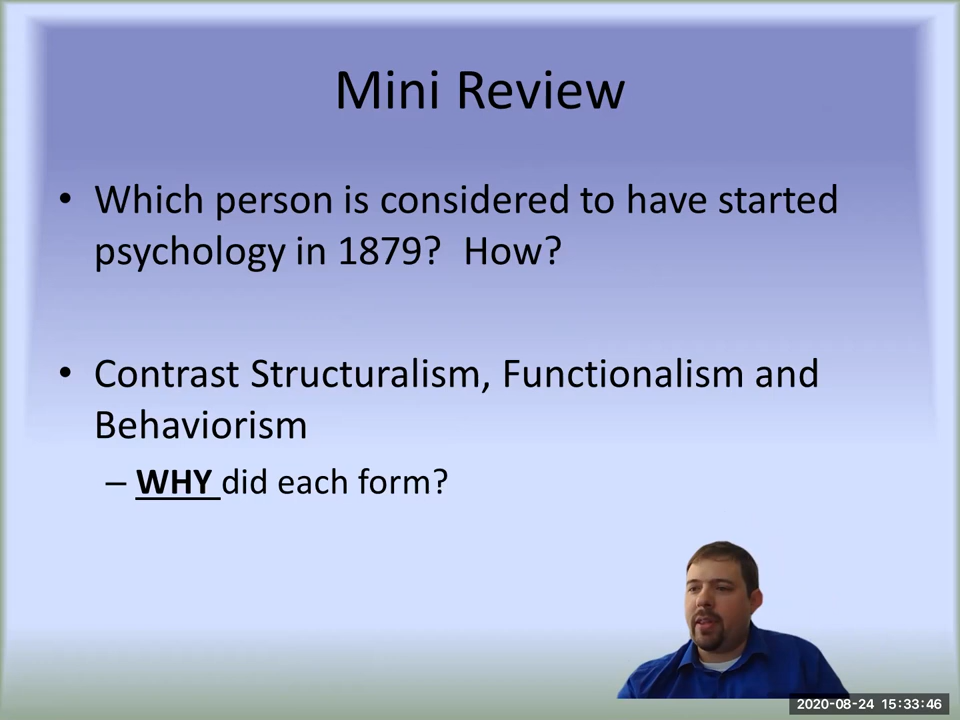 Mini Review
• Which person is considered to have started
psychology in 1879?  How?
• Contrast Structuralism, Functionalism and
Behaviorism
– WHY did each form?
2020-08-24 15:33:46